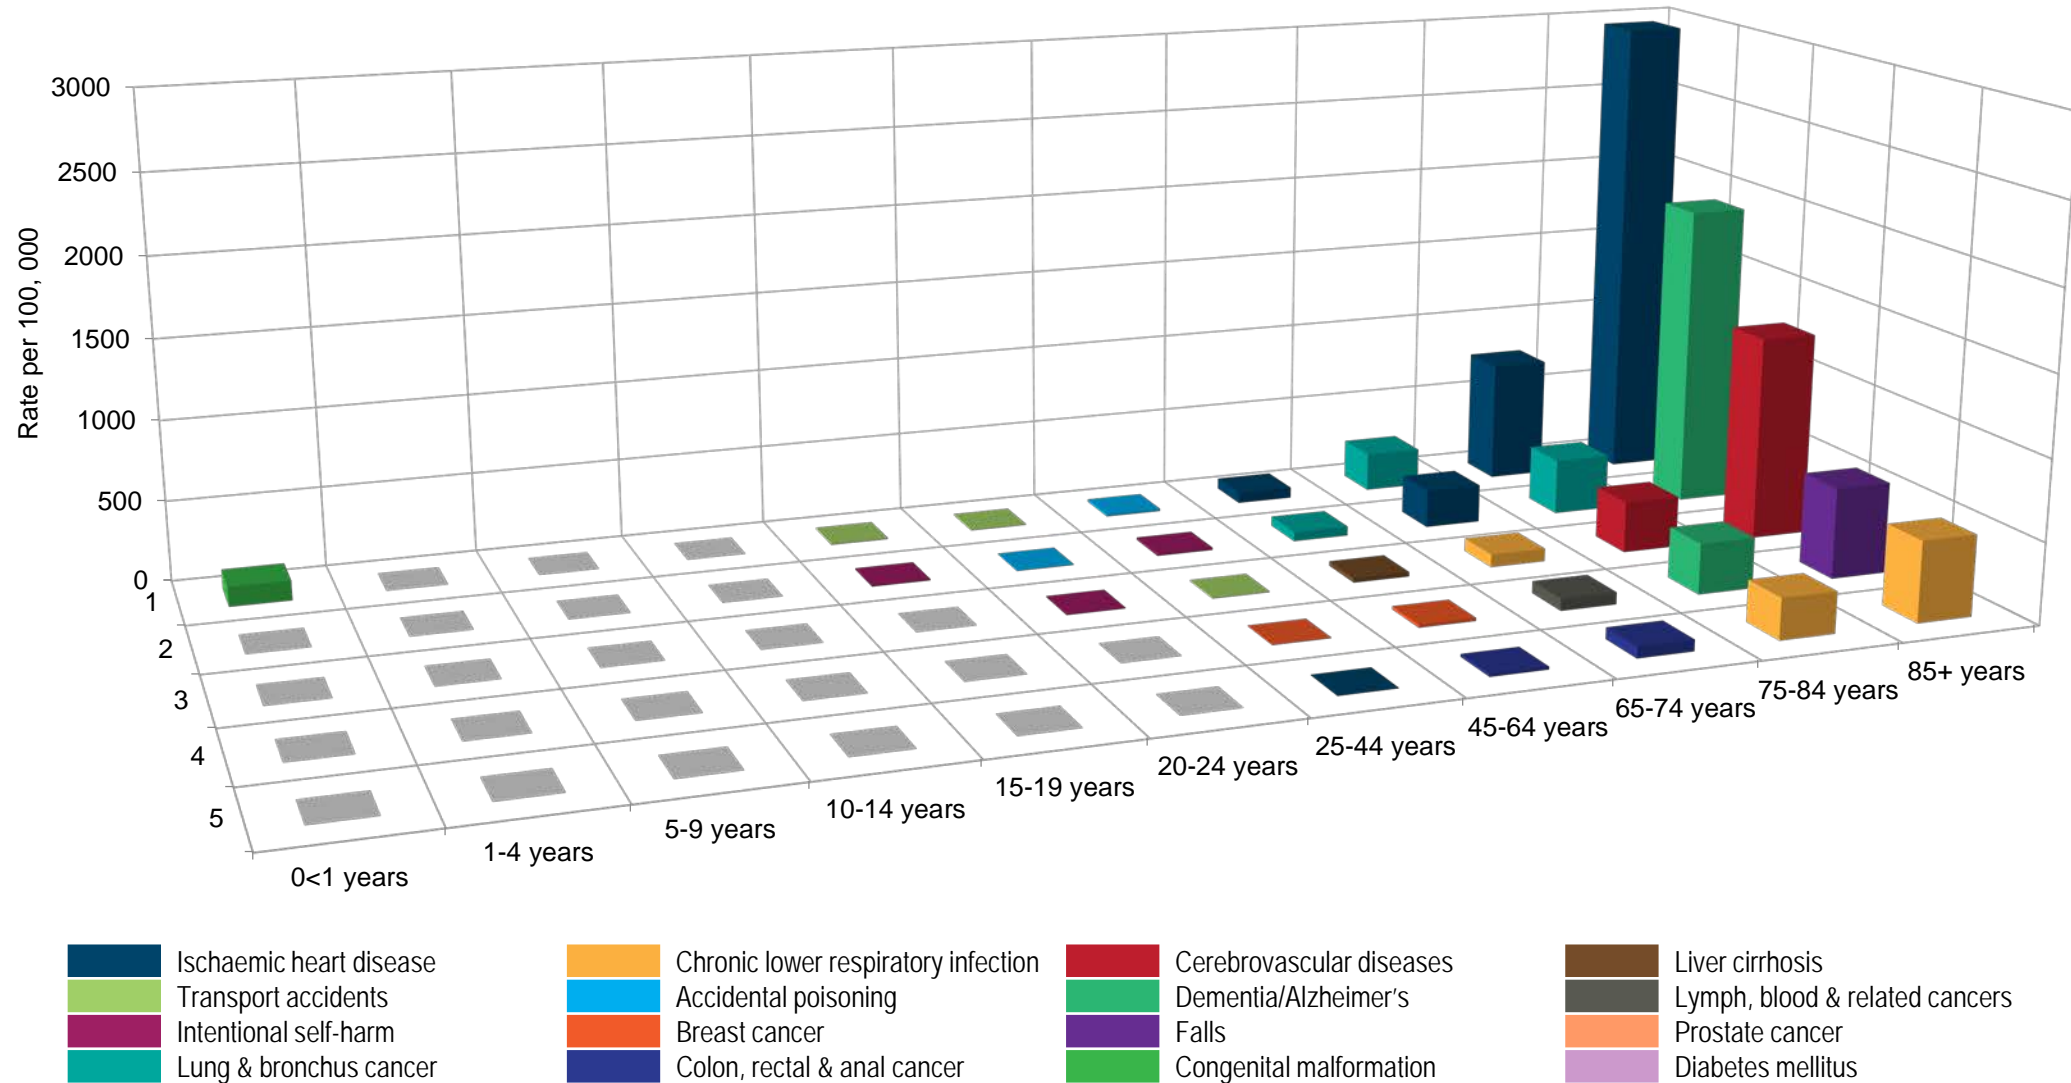 3000
2500
2000
1500
1000
500
0
Rate per 100, 000
1
2
3
4
5
0<1 years
1-4 years
5-9 years
10-14 years
15-19 years
20-24 years
25-44 years
45-64 years
65-74 years
75-84 years
85+ years
Ischaemic heart disease
Chronic lower respiratory infection
Cerebrovascular diseases
Liver cirrhosis
Transport accidents
Accidental poisoning
Dementia/Alzheimer’s
Lymph, blood & related cancers
Intentional self-harm
Breast cancer
Falls
Prostate cancer
Lung & bronchus cancer
Colon, rectal & anal cancer
Congenital malformation
Diabetes mellitus